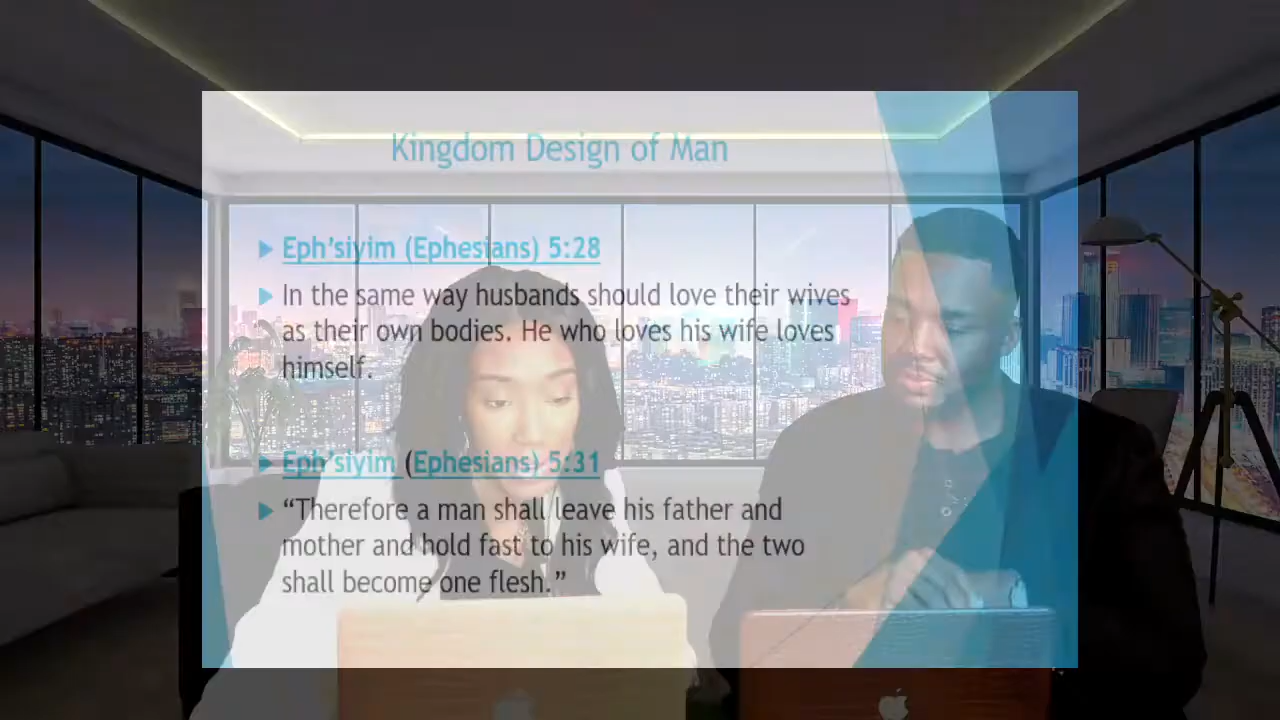 Kingdom Design of Man
Eph’siyim (Ephesians) 5:28
In the same way husbands should love their wives
as their own bodies. He who loves his wife loves
himself.
Eph’siyim (Ephesians) 5:31
“Therefore a man shall leave his father and
mother and hold fast to his wife, and the two
shall become one flesh.”